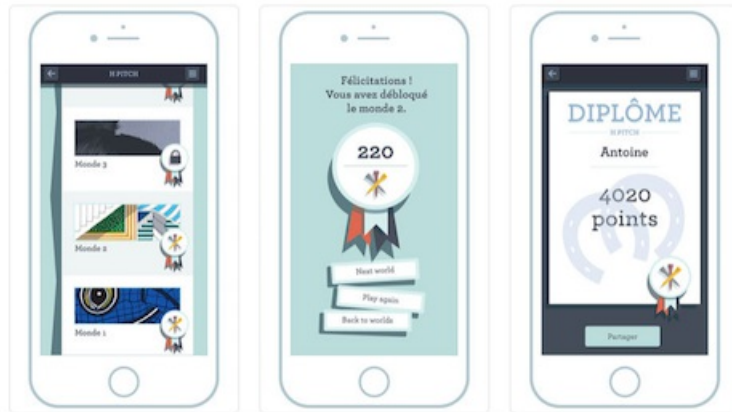 H PITCH
Monde 3
Monde 2
Monde 1
Félicitations !
Vous avez débloqué
le monde 2.
220
Next world
Play again
Back to worlds
DIPLÔME
H PITCH
Antoine
4020
points
Partager